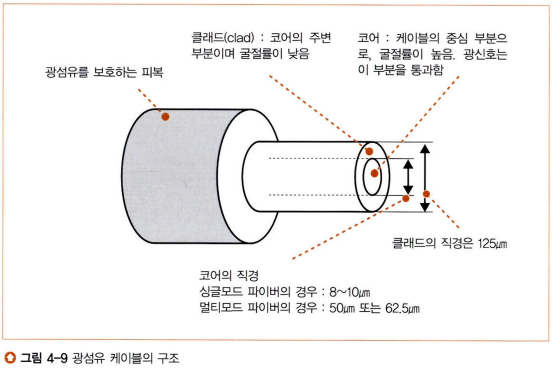 클래드(clad) : 코어의 주변
부분이며 굴절률이 낮음
코어 : 케이블의 중심 부분으
로, 굴절률이 높음. 광신호는
이 부분을 통과함
광섬유를 보호하는 피복
클래드의 직경은 125㎛
코어의 직경
싱글모드 파이버의 경우 : 8~10㎛
멀티모드 파이버의 경우 : 50㎛ 또는 62.5㎛
그림 4-9 광섬유 케이블의 구조